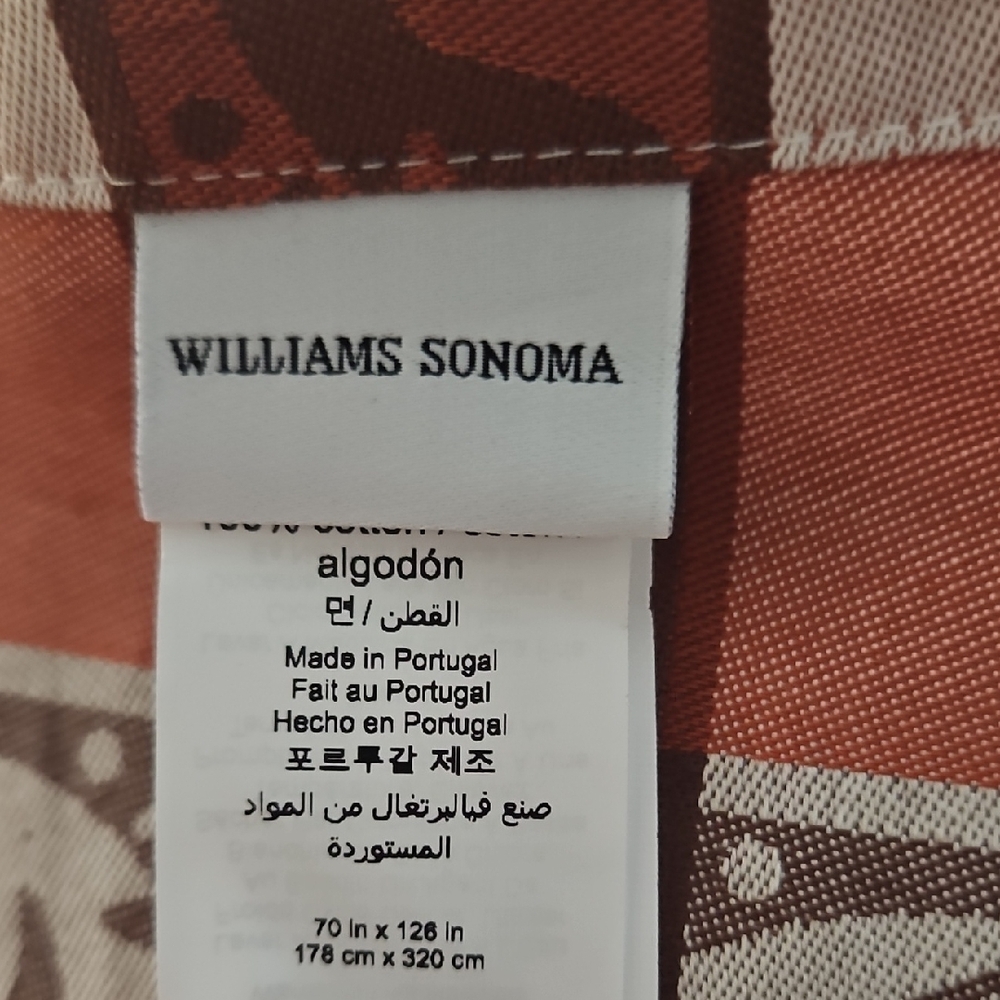 WILLIAMS SONOMA
algodón
면 / القطن
Made in Portugal
Fait au Portugal
Hecho en Portugal
포르투갈 제조
صنع فيالبرتغال من المواد
المستوردة
70 in x 126 in
178 cm x 320 cm